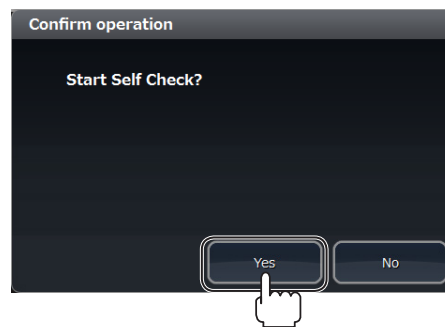 Confirm operation
Start Self Check?
Yes
No